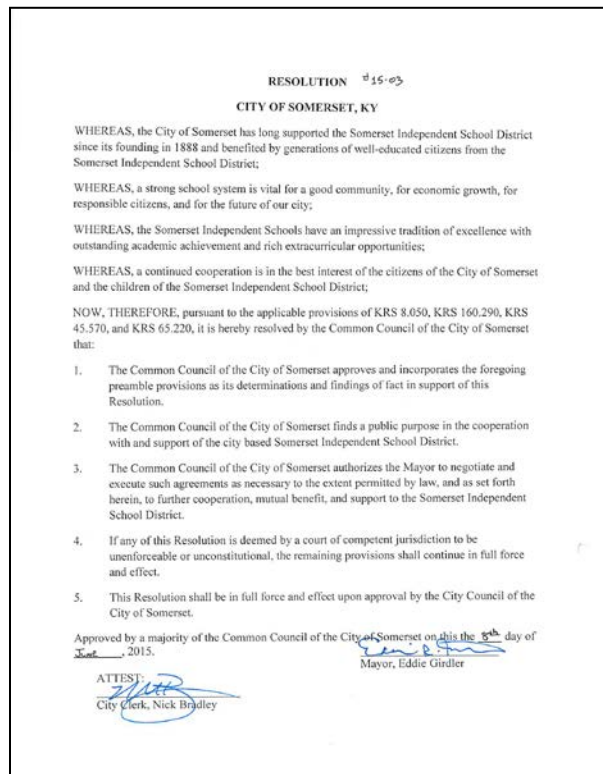 RESOLUTION #15-03
CITY OF SOMERSET, KY
WHEREAS, the City of Somerset has long supported the Somerset Independent School District
since its founding in 1888 and benefited by generations of well-educated citizens from the
Somerset Independent School District;
WHEREAS, a strong school system is vital for a good community, for economic growth, for
responsible citizens, and for the future of our city;
WHEREAS, the Somerset Independent Schools have an impressive tradition of excellence with
outstanding academic achievement and rich extracurricular opportunities;
WHEREAS, a continued cooperation is in the best interest of the citizens of the City of Somerset
and the children of the Somerset Independent School District;
NOW, THEREFORE, pursuant to the applicable provisions of KRS 8.050, KRS 160.290, KRS
45.570, and KRS 65.220, it is hereby resolved by the Common Council of the City of Somerset
that:
1. The Common Council of the City of Somerset approves and incorporates the foregoing
preamble provisions as its determinations and findings of fact in support of this
Resolution.
2. The Common Council of the City of Somerset finds a public purpose in the cooperation
with and support of the city based Somerset Independent School District.
3. The Common Council of the City of Somerset authorizes the Mayor to negotiate and
execute such agreements as necessary to the extent permitted by law, and as set forth
herein, to further cooperation, mutual benefit, and support to the Somerset Independent
School District.
4. If any of this Resolution is deemed by a court of competent jurisdiction to be
unenforceable or unconstitutional, the remaining provisions shall continue in full force
and effect.
5. This Resolution shall be in full force and effect upon approval by the City Council of the
City of Somerset.
Approved by a majority of the Common Council of the City of Somerset on this the 8th day of
June, 2015.
Mayor, Eddie Girdler
ATTEST:
City Clerk, Nick Bradley